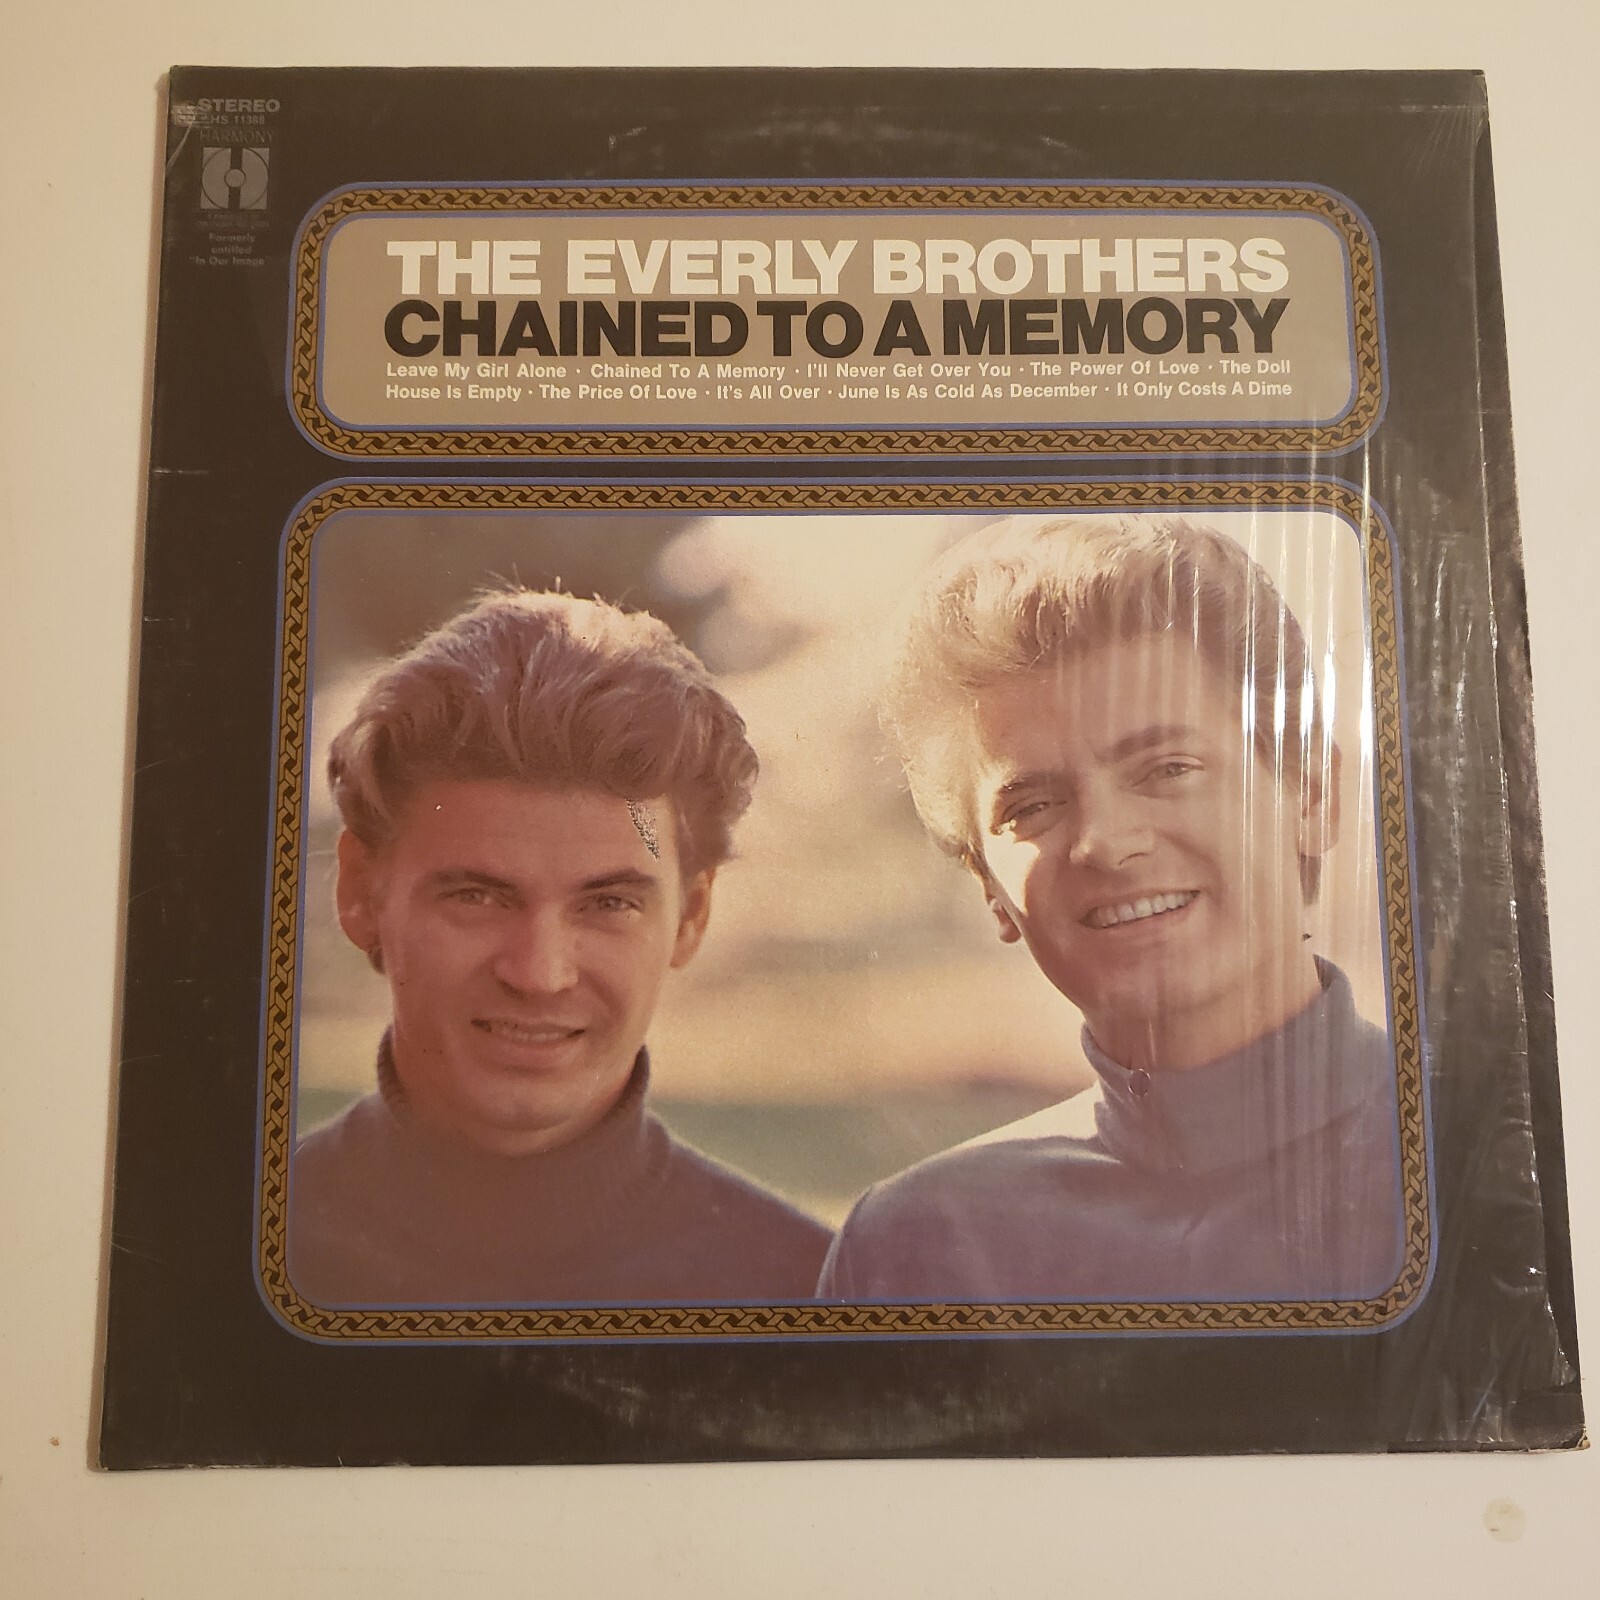 STEREO
HS 11388
HARMONY
Formerly
entitled
"In Our Image"
THE EVERLY BROTHERS
CHAINED TO A MEMORY
Leave My Girl Alone · Chained To A Memory · I'll Never Get Over You · The Power Of Love · The Doll
House Is Empty · The Price Of Love · It's All Over · June Is As Cold As December · It Only Costs A Dime